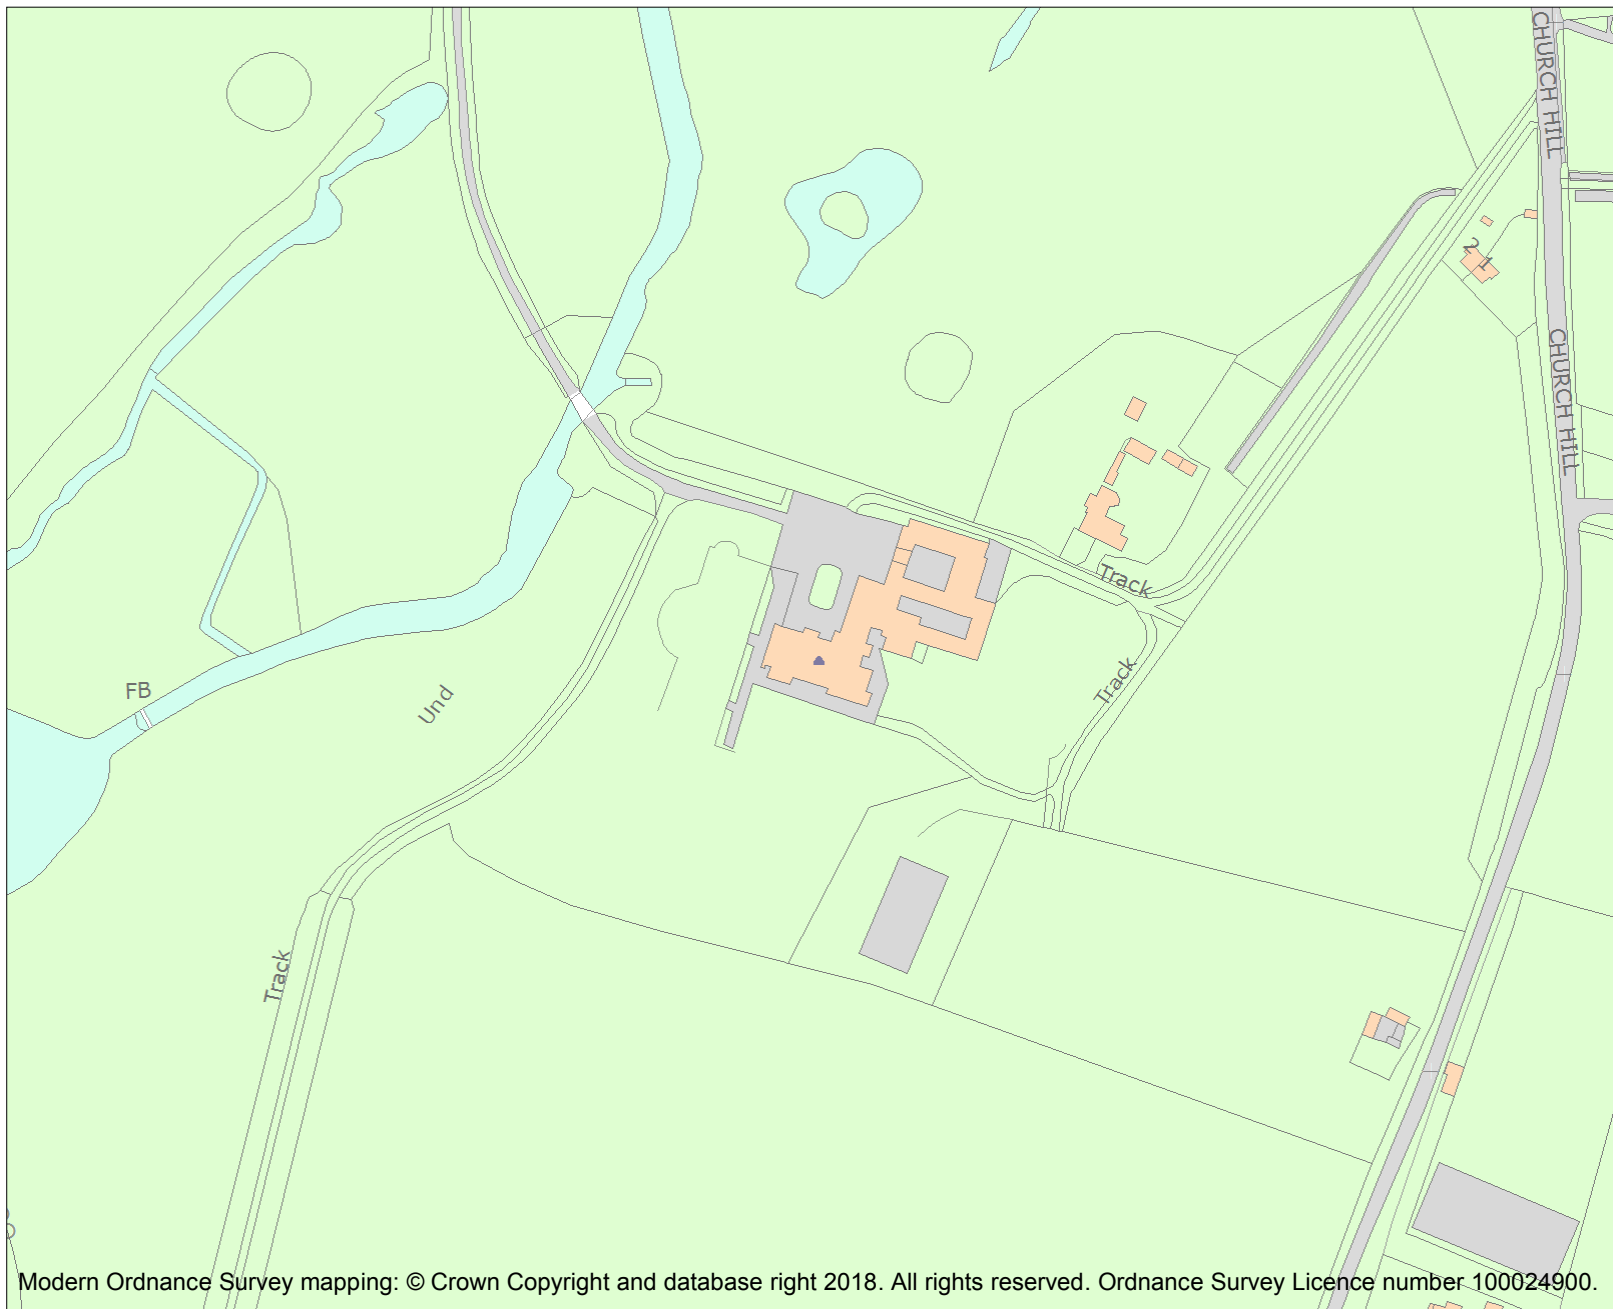 CHURCH HILL
2
1
CHURCH HILL
Track
Track
FB
Und
Track
Modern Ordnance Survey mapping: © Crown Copyright and database right 2018. All rights reserved. Ordnance Survey Licence number 100024900.